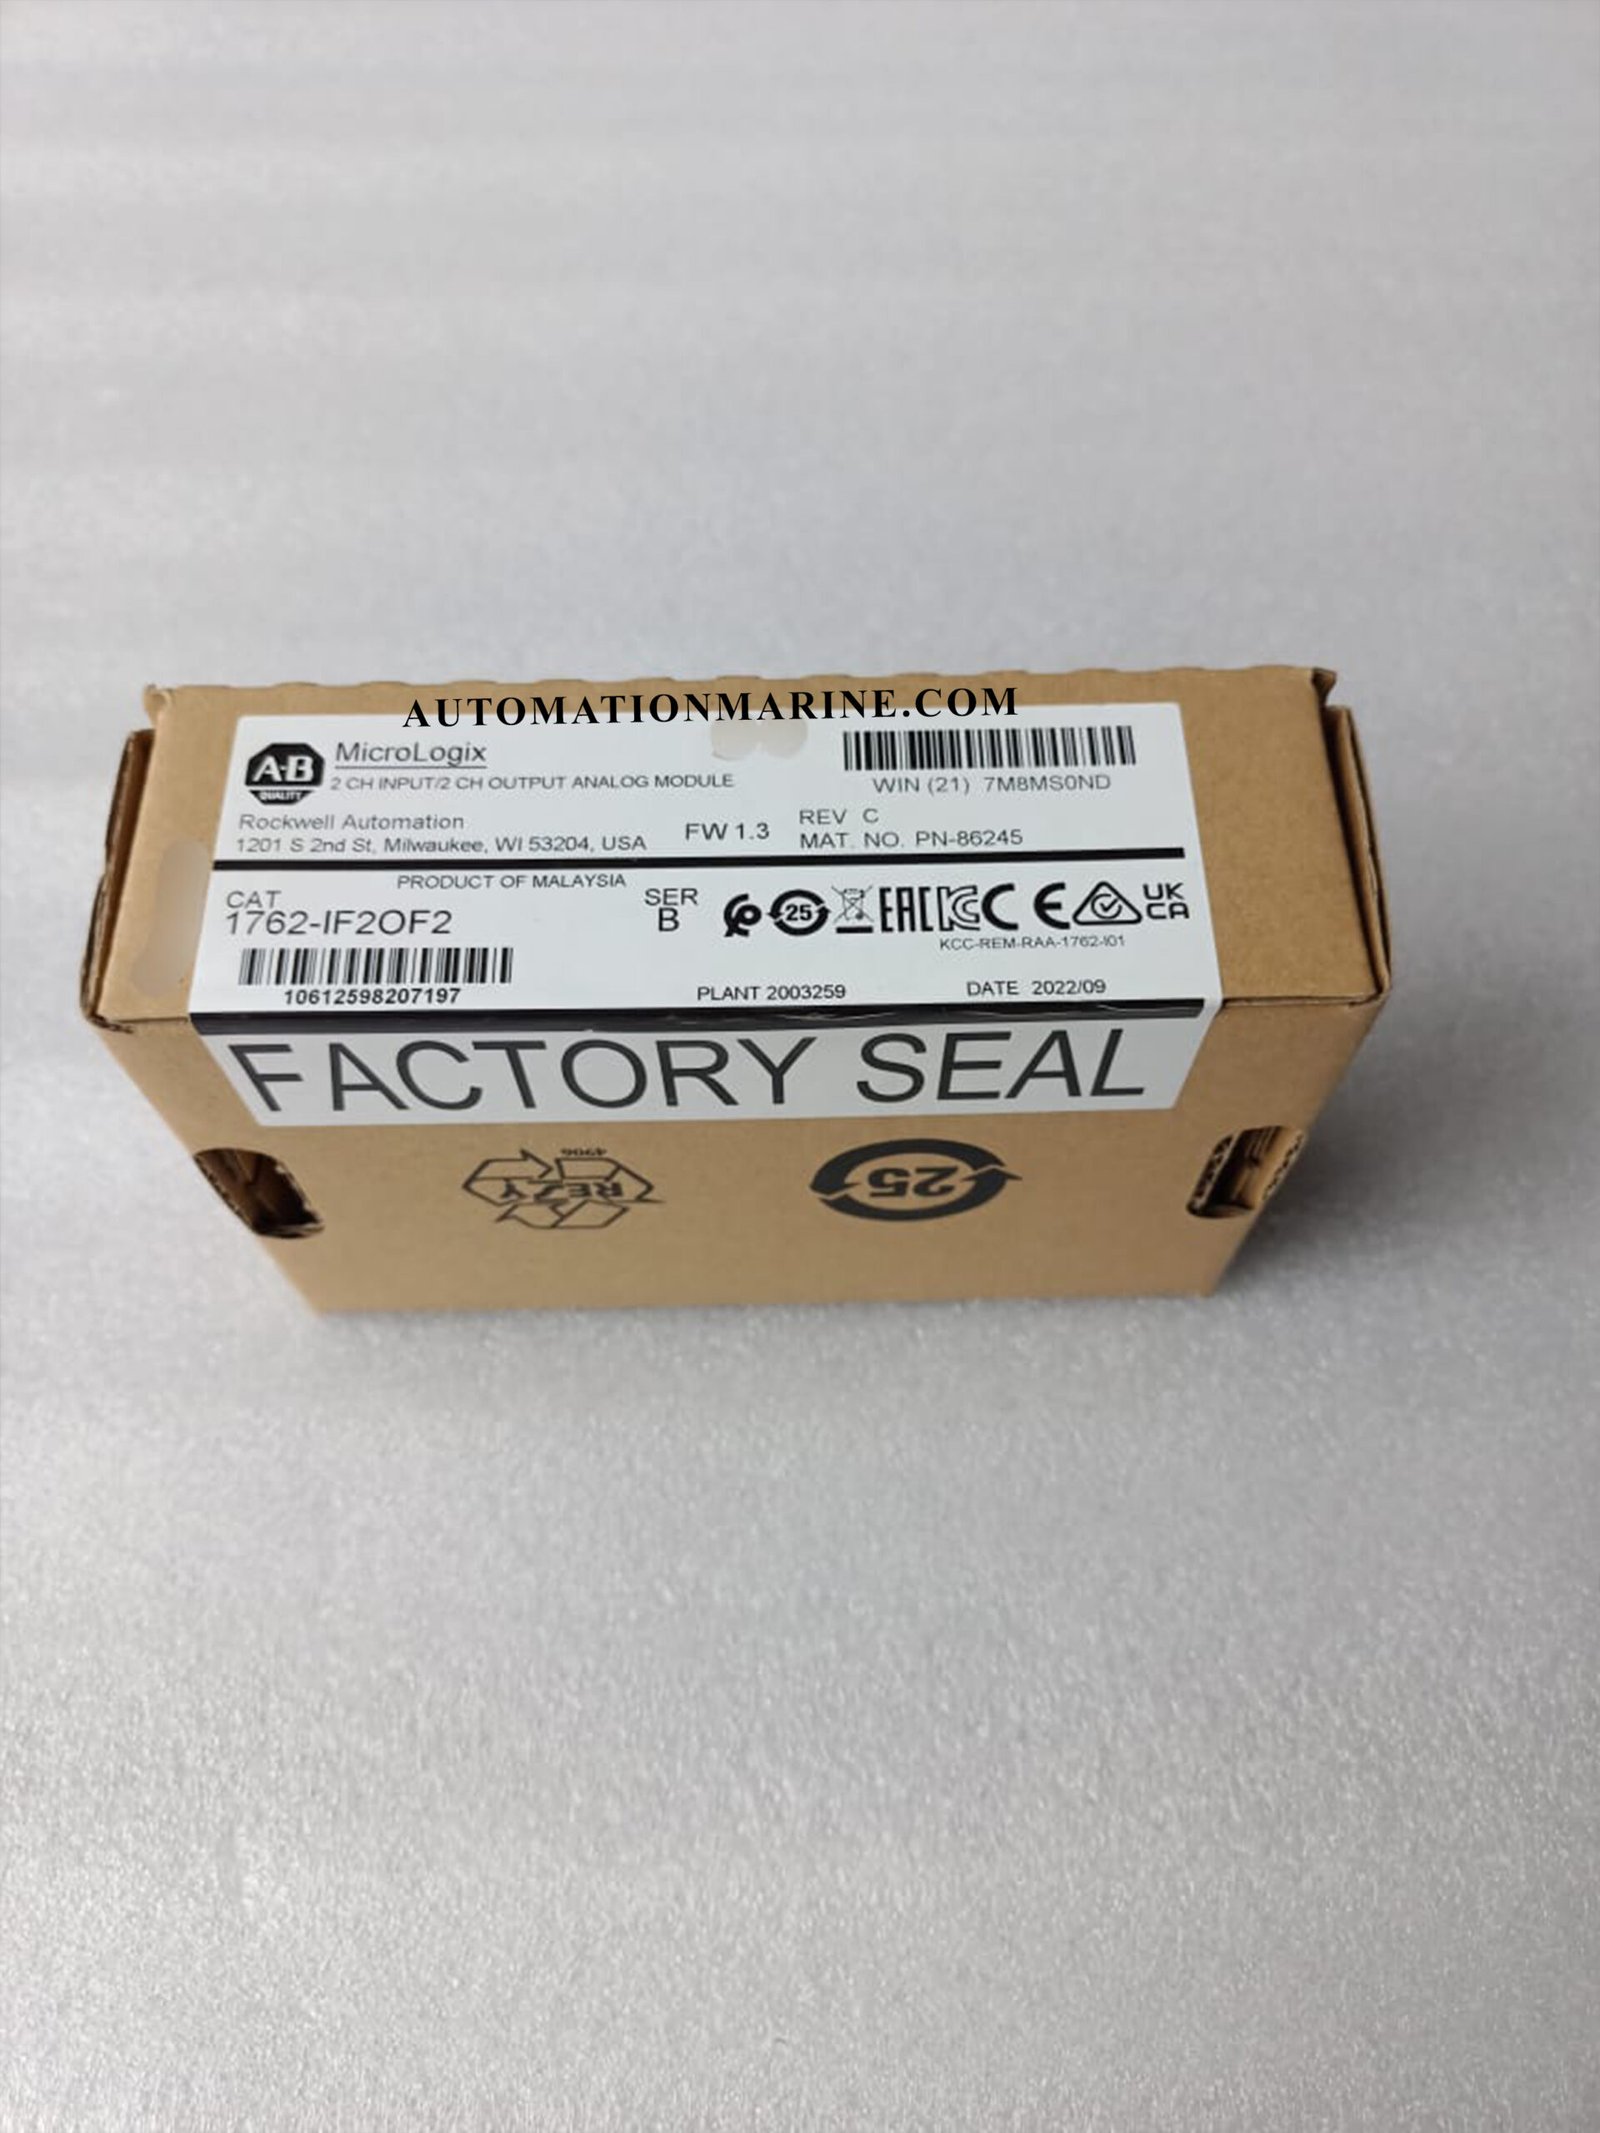 AUTOMATIONMARINE.COM
A-B
QUALITY
MicroLogix
2 CH INPUT/2 CH OUTPUT ANALOG MODULE
WIN (21) 7M8MS0ND
Rockwell Automation
1201 S 2nd St, Milwaukee, WI 53204, USA
FW 1.3
REV C
MAT. NO. PN-86245
PRODUCT OF MALAYSIA
CAT
1762-IF2OF2
SER
B
25
EAC
KC
CE
UK
CA
KCC-REM-RAA-1762-I01
10612598207197
PLANT 2003259
DATE 2022/09
FACTORY SEAL
4906
REZY
25